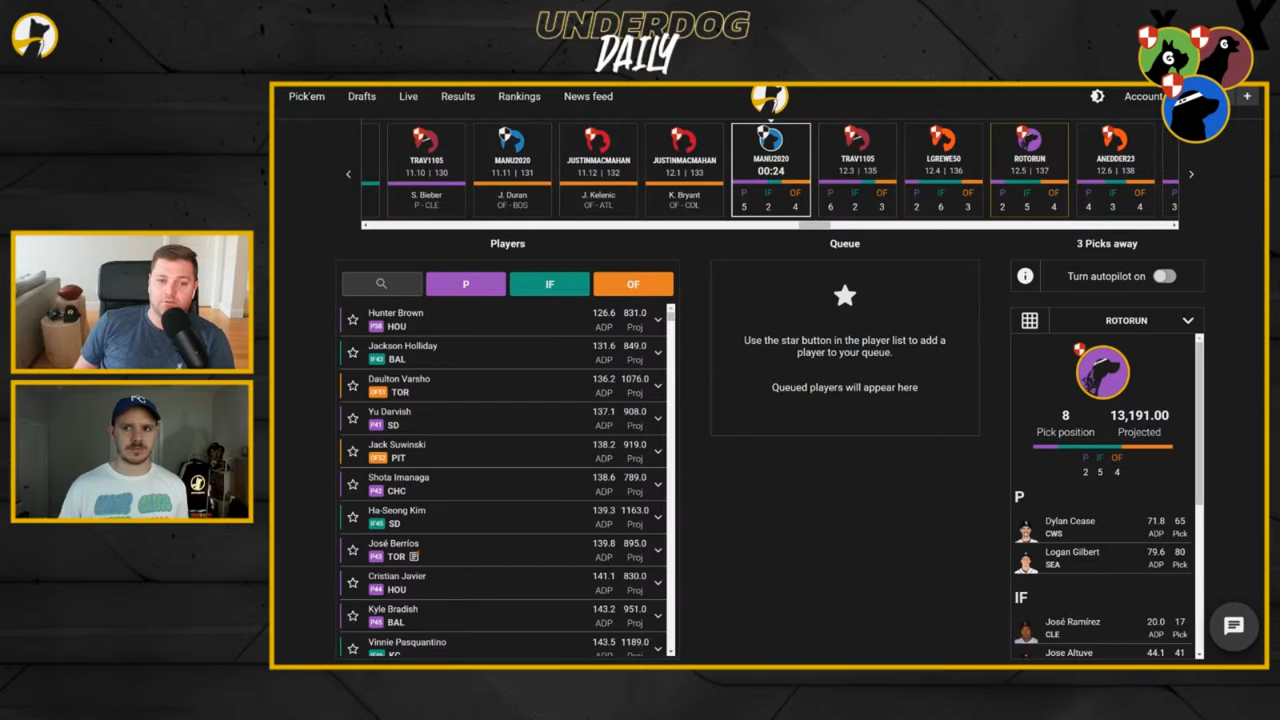 UNDERDOG
DAILY
Pick'em Drafts Live Results Rankings News feed Account +
TRAV1105
11.10 | 130
S. Bieber
P - CLE
MANU2020
11.11 | 131
J. Duran
OF - BOS
JUSTINMACMAHAN
11.12 | 132
J. Kelenic
OF - ATL
JUSTINMACMAHAN
12.1 | 133
K. Bryant
OF - COL
MANU2020
00:24
P IF OF
5 2 4
TRAV1105
12.3 | 135
P IF OF
6 2 3
LGREWE50
12.4 | 136
P IF OF
2 6 3
ROTORUN
12.5 | 137
P IF OF
2 5 4
ANEDDER23
12.6 | 138
P IF OF
4 3 4
P
3
Players
P IF OF
Hunter Brown 126.6 831.0
P38 HOU ADP Proj
Jackson Holliday 131.6 849.0
IF43 BAL ADP Proj
Daulton Varsho 136.2 1076.0
OF51 TOR ADP Proj
Yu Darvish 137.1 908.0
P41 SD ADP Proj
Jack Suwinski 138.2 919.0
OF52 PIT ADP Proj
Shota Imanaga 138.6 789.0
P42 CHC ADP Proj
Ha-Seong Kim 139.3 1163.0
IF45 SD ADP Proj
José Berríos 139.8 895.0
P43 TOR ADP Proj
Cristian Javier 141.1 830.0
P44 HOU ADP Proj
Kyle Bradish 143.2 951.0
P45 BAL ADP Proj
Vinnie Pasquantino 143.5 1189.0
KC ADP Proj
Queue
Use the star button in the player list to add a
player to your queue.
Queued players will appear here
3 Picks away
Turn autopilot on
ROTORUN
8 13,191.00
Pick position Projected
P IF OF
2 5 4
P
Dylan Cease 71.8 65
CWS ADP Pick
Logan Gilbert 79.6 80
SEA ADP Pick
IF
José Ramírez 20.0 17
CLE ADP Pick
Jose Altuve 44.1 41
G
G
KC